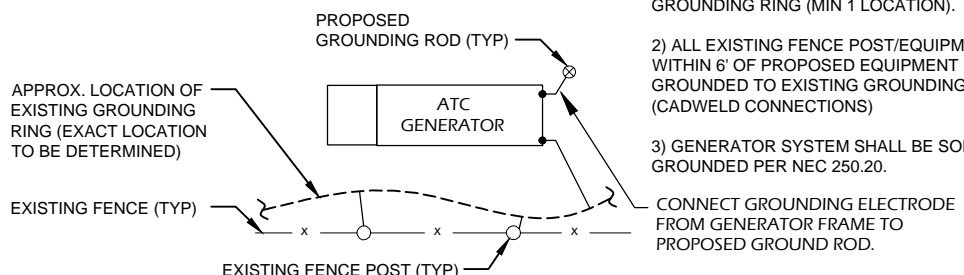 GROUNDING RING (MIN 1 LOCATION).
PROPOSED
GROUNDING ROD (TYP)
2) ALL EXISTING FENCE POST/EQUIPM
WITHIN 6' OF PROPOSED EQUIPMENT
GROUNDED TO EXISTING GROUNDING
(CADWELD CONNECTIONS)
3) GENERATOR SYSTEM SHALL BE SOL
GROUNDED PER NEC 250.20.
APPROX. LOCATION OF
EXISTING GROUNDING
RING (EXACT LOCATION
TO BE DETERMINED)
ATC
GENERATOR
CONNECT GROUNDING ELECTRODE
FROM GENERATOR FRAME TO
PROPOSED GROUND ROD.
EXISTING FENCE (TYP)
x x x
EXISTING FENCE POST (TYP)